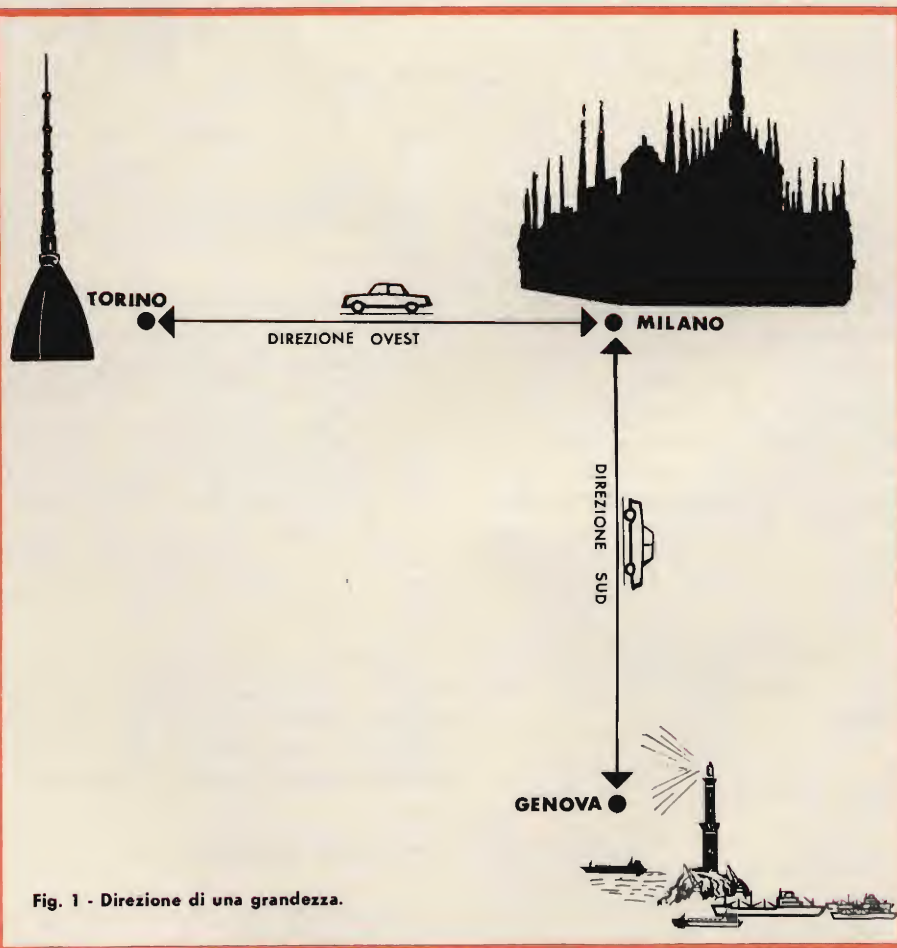 TORINO
DIREZIONE OVEST
MILANO
DIREZIONE SUD
GENOVA
Fig. 1 - Direzione di una grandezza.